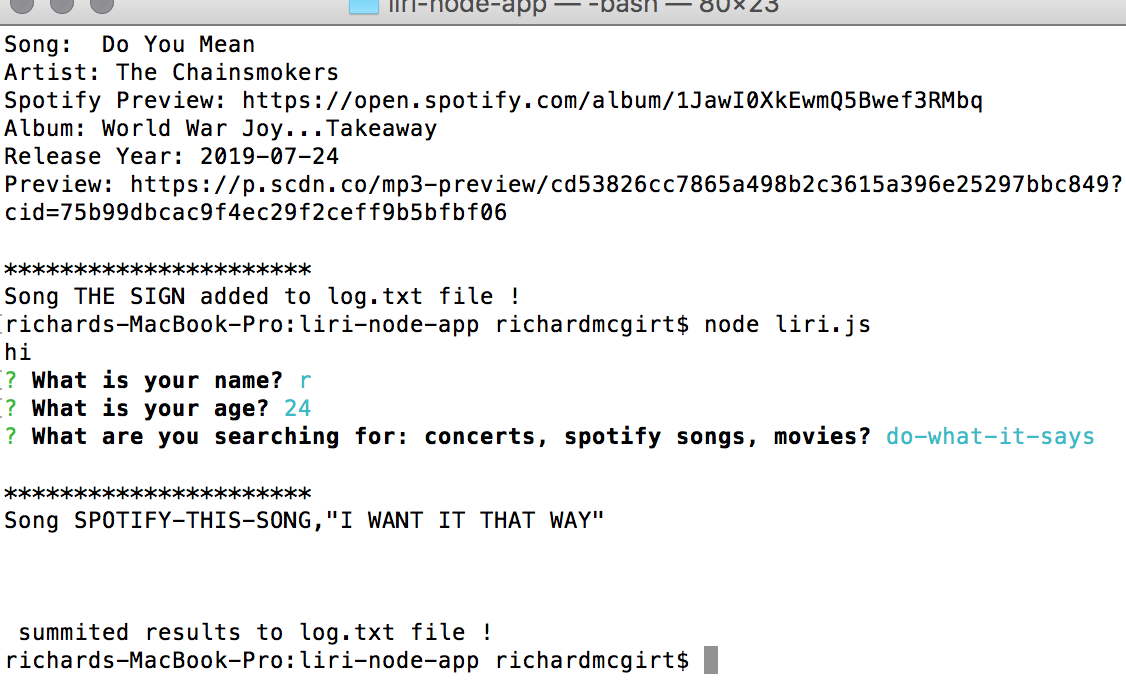 liri-node-app — -bash — 80×23
Song:  Do You Mean
Artist: The Chainsmokers
Spotify Preview: https://open.spotify.com/album/1JawI0XkEwmQ5Bwef3RMbq
Album: World War Joy...Takeaway
Release Year: 2019-07-24
Preview: https://p.scdn.co/mp3-preview/cd53826cc7865a498b2c3615a396e25297bbc849?
cid=75b99dbcac9f4ec29f2ceff9b5bfbf06
**********************
Song THE SIGN added to log.txt file !
[richards-MacBook-Pro:liri-node-app richardmcgirt$ node liri.js
hi
[? What is your name? r
[? What is your age? 24
? What are you searching for: concerts, spotify songs, movies? do-what-it-says
**********************
Song SPOTIFY-THIS-SONG,"I WANT IT THAT WAY"
 summited results to log.txt file !
richards-MacBook-Pro:liri-node-app richardmcgirt$